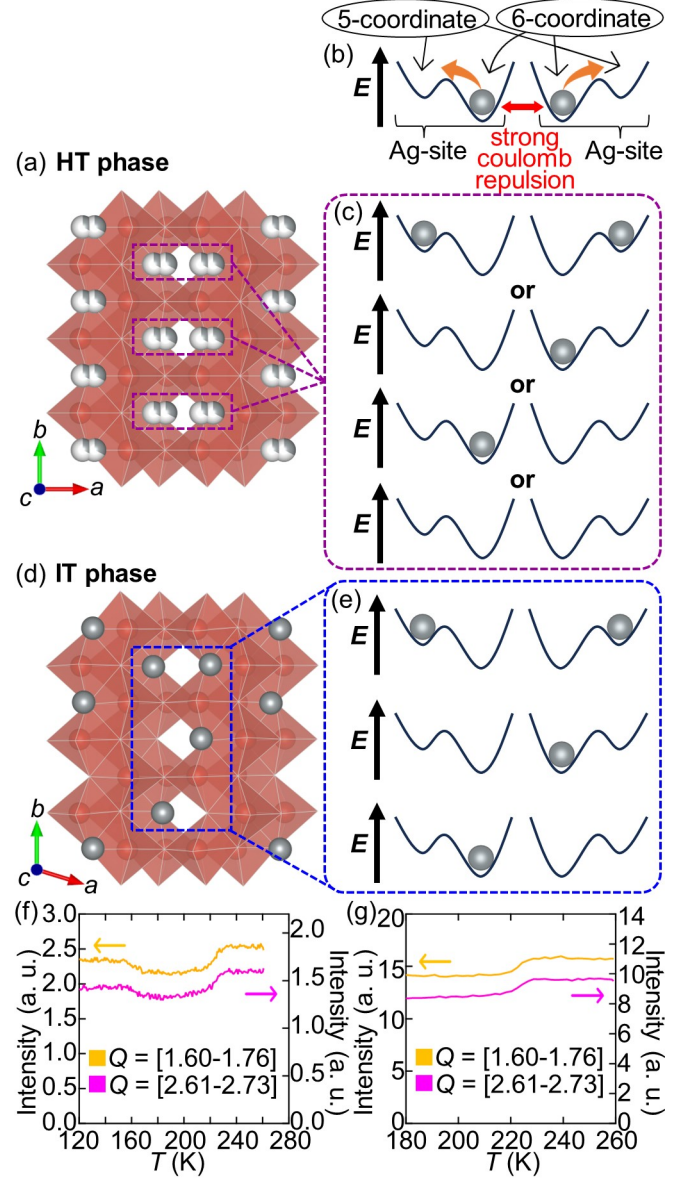 5-coordinate 6-coordinate
(b)
E
Ag-site Ag-site
strong
coulomb
repulsion
(a) HT phase
b
c a
(c)
E
or
E
or
E
or
E
(d) IT phase
b
c a
(e)
E
E
E
(f)
3.0
2.5
2.0
1.5
1.0
0.5
0.0
Intensity (a. u.)
2.0
1.5
1.0
0.5
0.0
Intensity (a. u.)
Q = [1.60-1.76]
Q = [2.61-2.73]
120 160 200 240 280
T (K)
(g)
20
15
10
5
0
Intensity (a. u.)
14
12
10
8
6
4
2
0
Intensity (a. u.)
Q = [1.60-1.76]
Q = [2.61-2.73]
180 200 220 240 260
T (K)